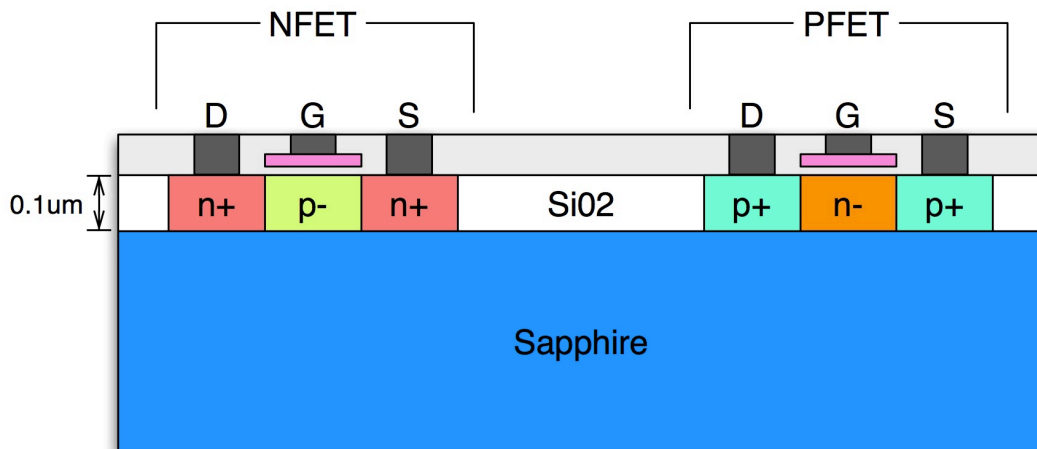 NFET PFET
D G S D G S
0.1um n+ p- n+ Si02 p+ n- p+
Sapphire